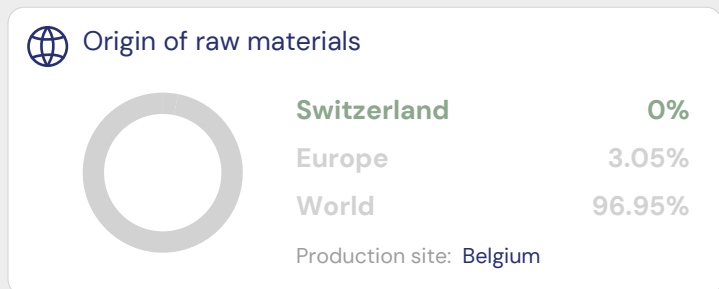 Origin of raw materials
Switzerland 0%
Europe 3.05%
World 96.95%
Production site: Belgium